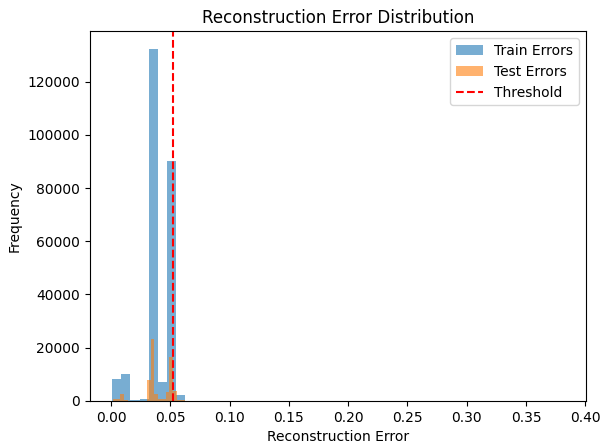 Reconstruction Error Distribution
Train Errors
Test Errors
Threshold
Frequency
120000
100000
80000
60000
40000
20000
0
0.00 0.05 0.10 0.15 0.20 0.25 0.30 0.35 0.40
Reconstruction Error